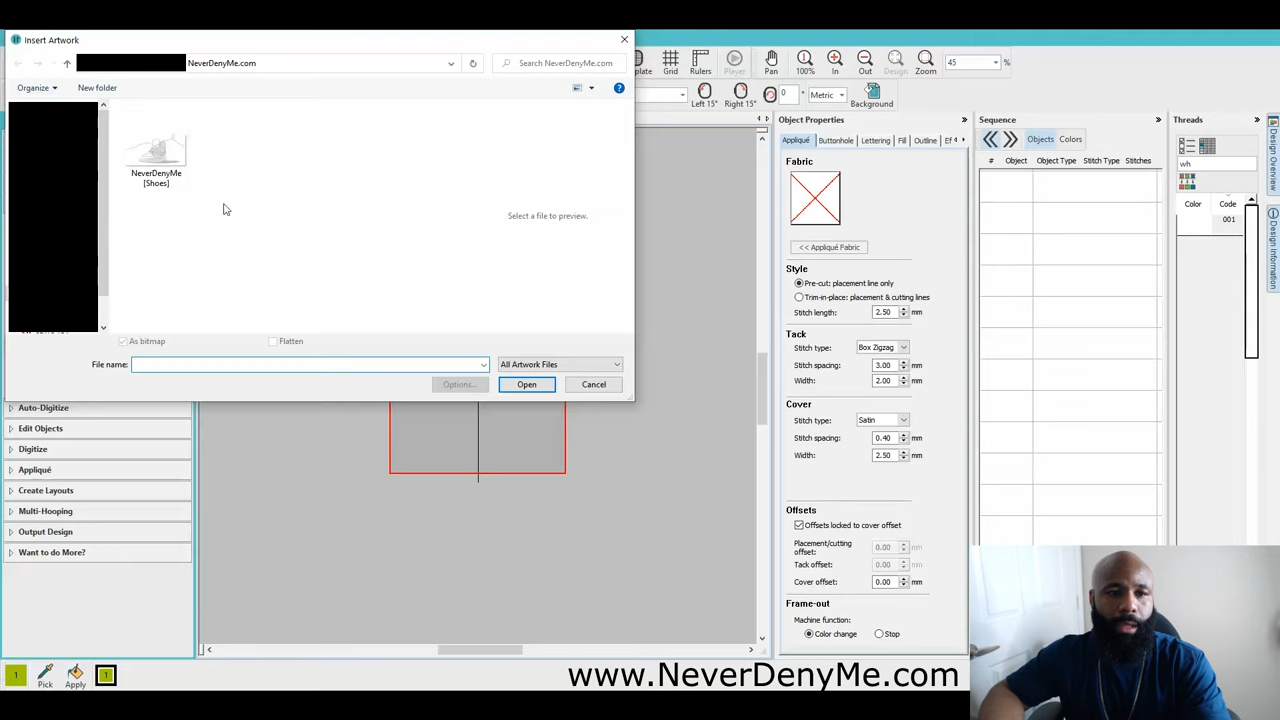 Insert Artwork
NeverDenyMe.com
Search NeverDenyMe.com
Organize
New folder
NeverDenyMe
[Shoes]
Select a file to preview.
As bitmap
Flatten
File name:
All Artwork Files
Options...
Open
Cancel
Grid
Rulers
Player
Pan
100%
In
Out
Design
Zoom
45
%
Left 15°
Right 15°
0
Metric
Background
Object Properties
Appliqué
Buttonhole
Lettering
Fill
Outline
Ef
Fabric
<< Appliqué Fabric
Style
Pre-cut: placement line only
Trim-in-place: placement & cutting lines
Stitch length:
2.50
mm
Tack
Stitch type:
Box Zigzag
Stitch spacing:
3.00
mm
Width:
2.00
mm
Cover
Stitch type:
Satin
Stitch spacing:
0.40
mm
Width:
2.50
mm
Offsets
Offsets locked to cover offset
Placement/cutting
offset:
0.00
mm
Tack offset:
0.00
mm
Cover offset:
0.00
mm
Frame-out
Machine function:
Color change
Stop
Sequence
Objects
Colors
#
Object
Object Type
Stitch Type
Stitches
Threads
wh
Color
Code
001
Design Overview
Design Information
Auto-Digitize
Edit Objects
Digitize
Appliqué
Create Layouts
Multi-Hooping
Output Design
Want to do More?
1
Pick
Apply
1
www.NeverDenyMe.com